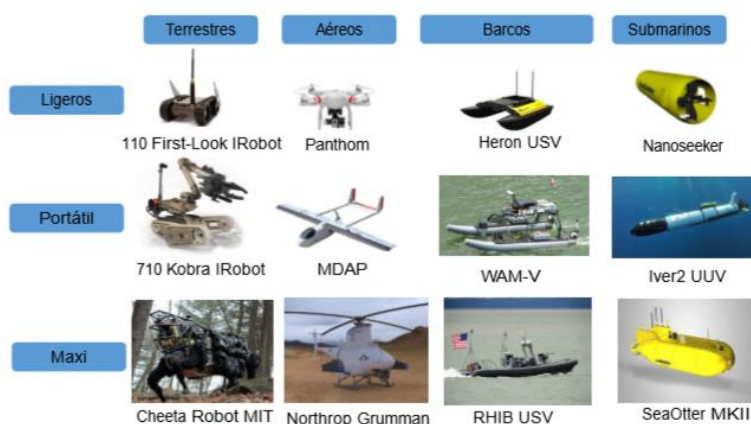 Terrestres Aéreos Barcos Submarinos
Ligeros
110 First-Look IRobot Panthom Heron USV Nanoseeker
Portátil
710 Kobra IRobot MDAP WAM-V Iver2 UUV
Maxi
Cheeta Robot MIT Northrop Grumman RHIB USV SeaOtter MKII